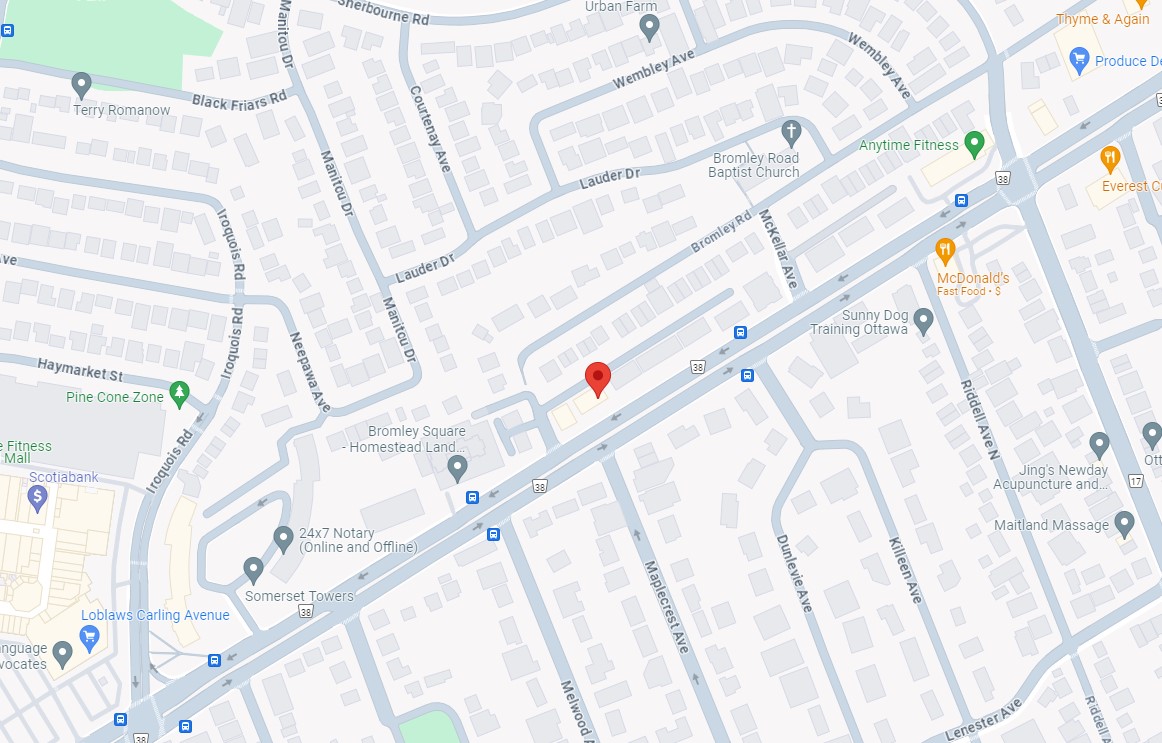 Sherbourne Rd
Urban Farm
Thyme & Again
Manitou Dr
Wembley Ave
Wembley Ave
Produce De
Terry Romanow
Black Friars Rd
Courtenay Ave
38
Anytime Fitness
Manitou Dr
Bromley Road
Baptist Church
Lauder Dr
38
Everest C
Iroquois Rd
Bromley Rd
McKellar Ave
ve
Lauder Dr
McDonald's
Fast Food • $
Manitou Dr
Sunny Dog
Training Ottawa
Iroquois Rd
Neepawa Ave
38
Haymarket St
Pine Cone Zone
Riddell Ave N
Bromley Square
- Homestead Land...
e Fitness
Mall
Iroquois Rd
Ott
Scotiabank
Jing's Newday
Acupuncture and...
38
17
24x7 Notary
(Online and Offline)
Maitland Massage
Dunlevie Ave
Killeen Ave
Maplecrest Ave
Somerset Towers
38
Loblaws Carling Avenue
anguage
vocates
Melwood A
Lenester Ave
Riddell A
38